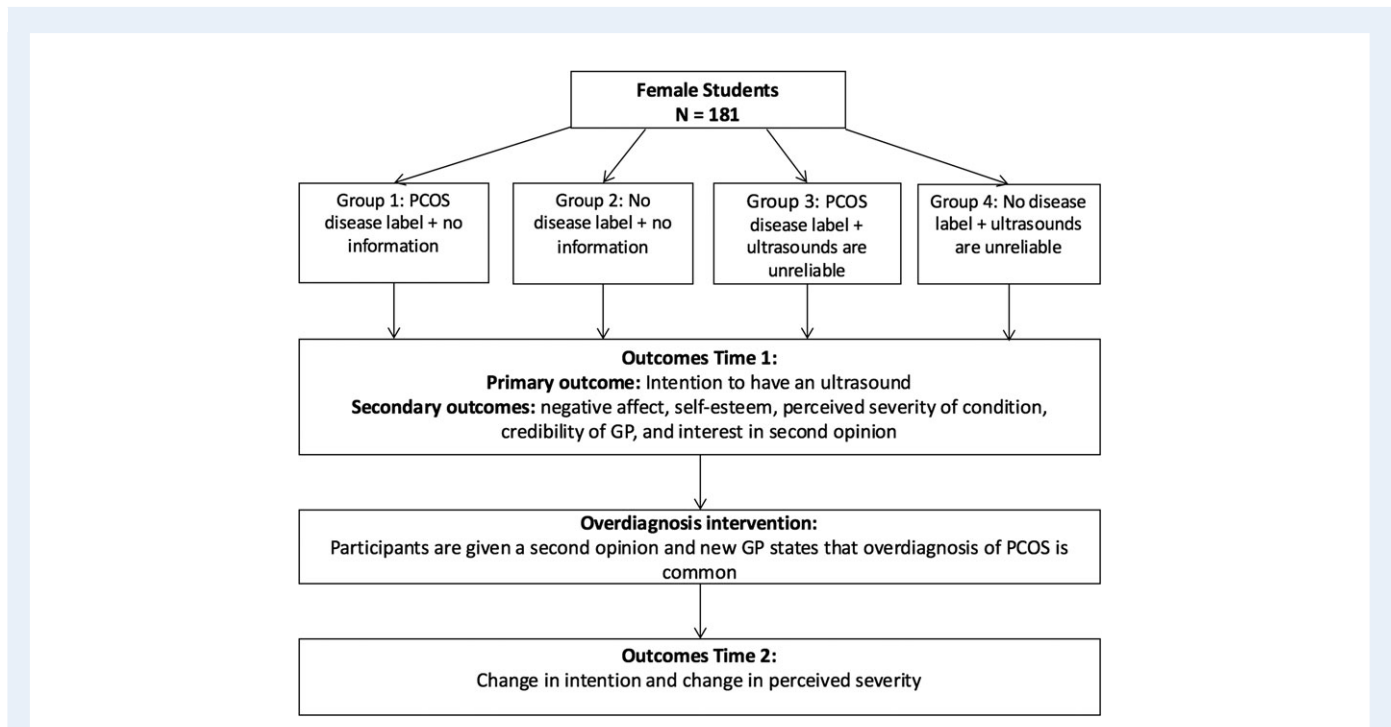 Female Students
N = 181
Group 1: PCOS
disease label + no
information
Group 2: No
disease label + no
information
Group 3: PCOS
disease label +
ultrasounds are
unreliable
Group 4: No disease
label + ultrasounds
are unreliable
Outcomes Time 1:
Primary outcome: Intention to have an ultrasound
Secondary outcomes: negative affect, self-esteem, perceived severity of condition,
credibility of GP, and interest in second opinion
Overdiagnosis intervention:
Participants are given a second opinion and new GP states that overdiagnosis of PCOS is
common
Outcomes Time 2:
Change in intention and change in perceived severity